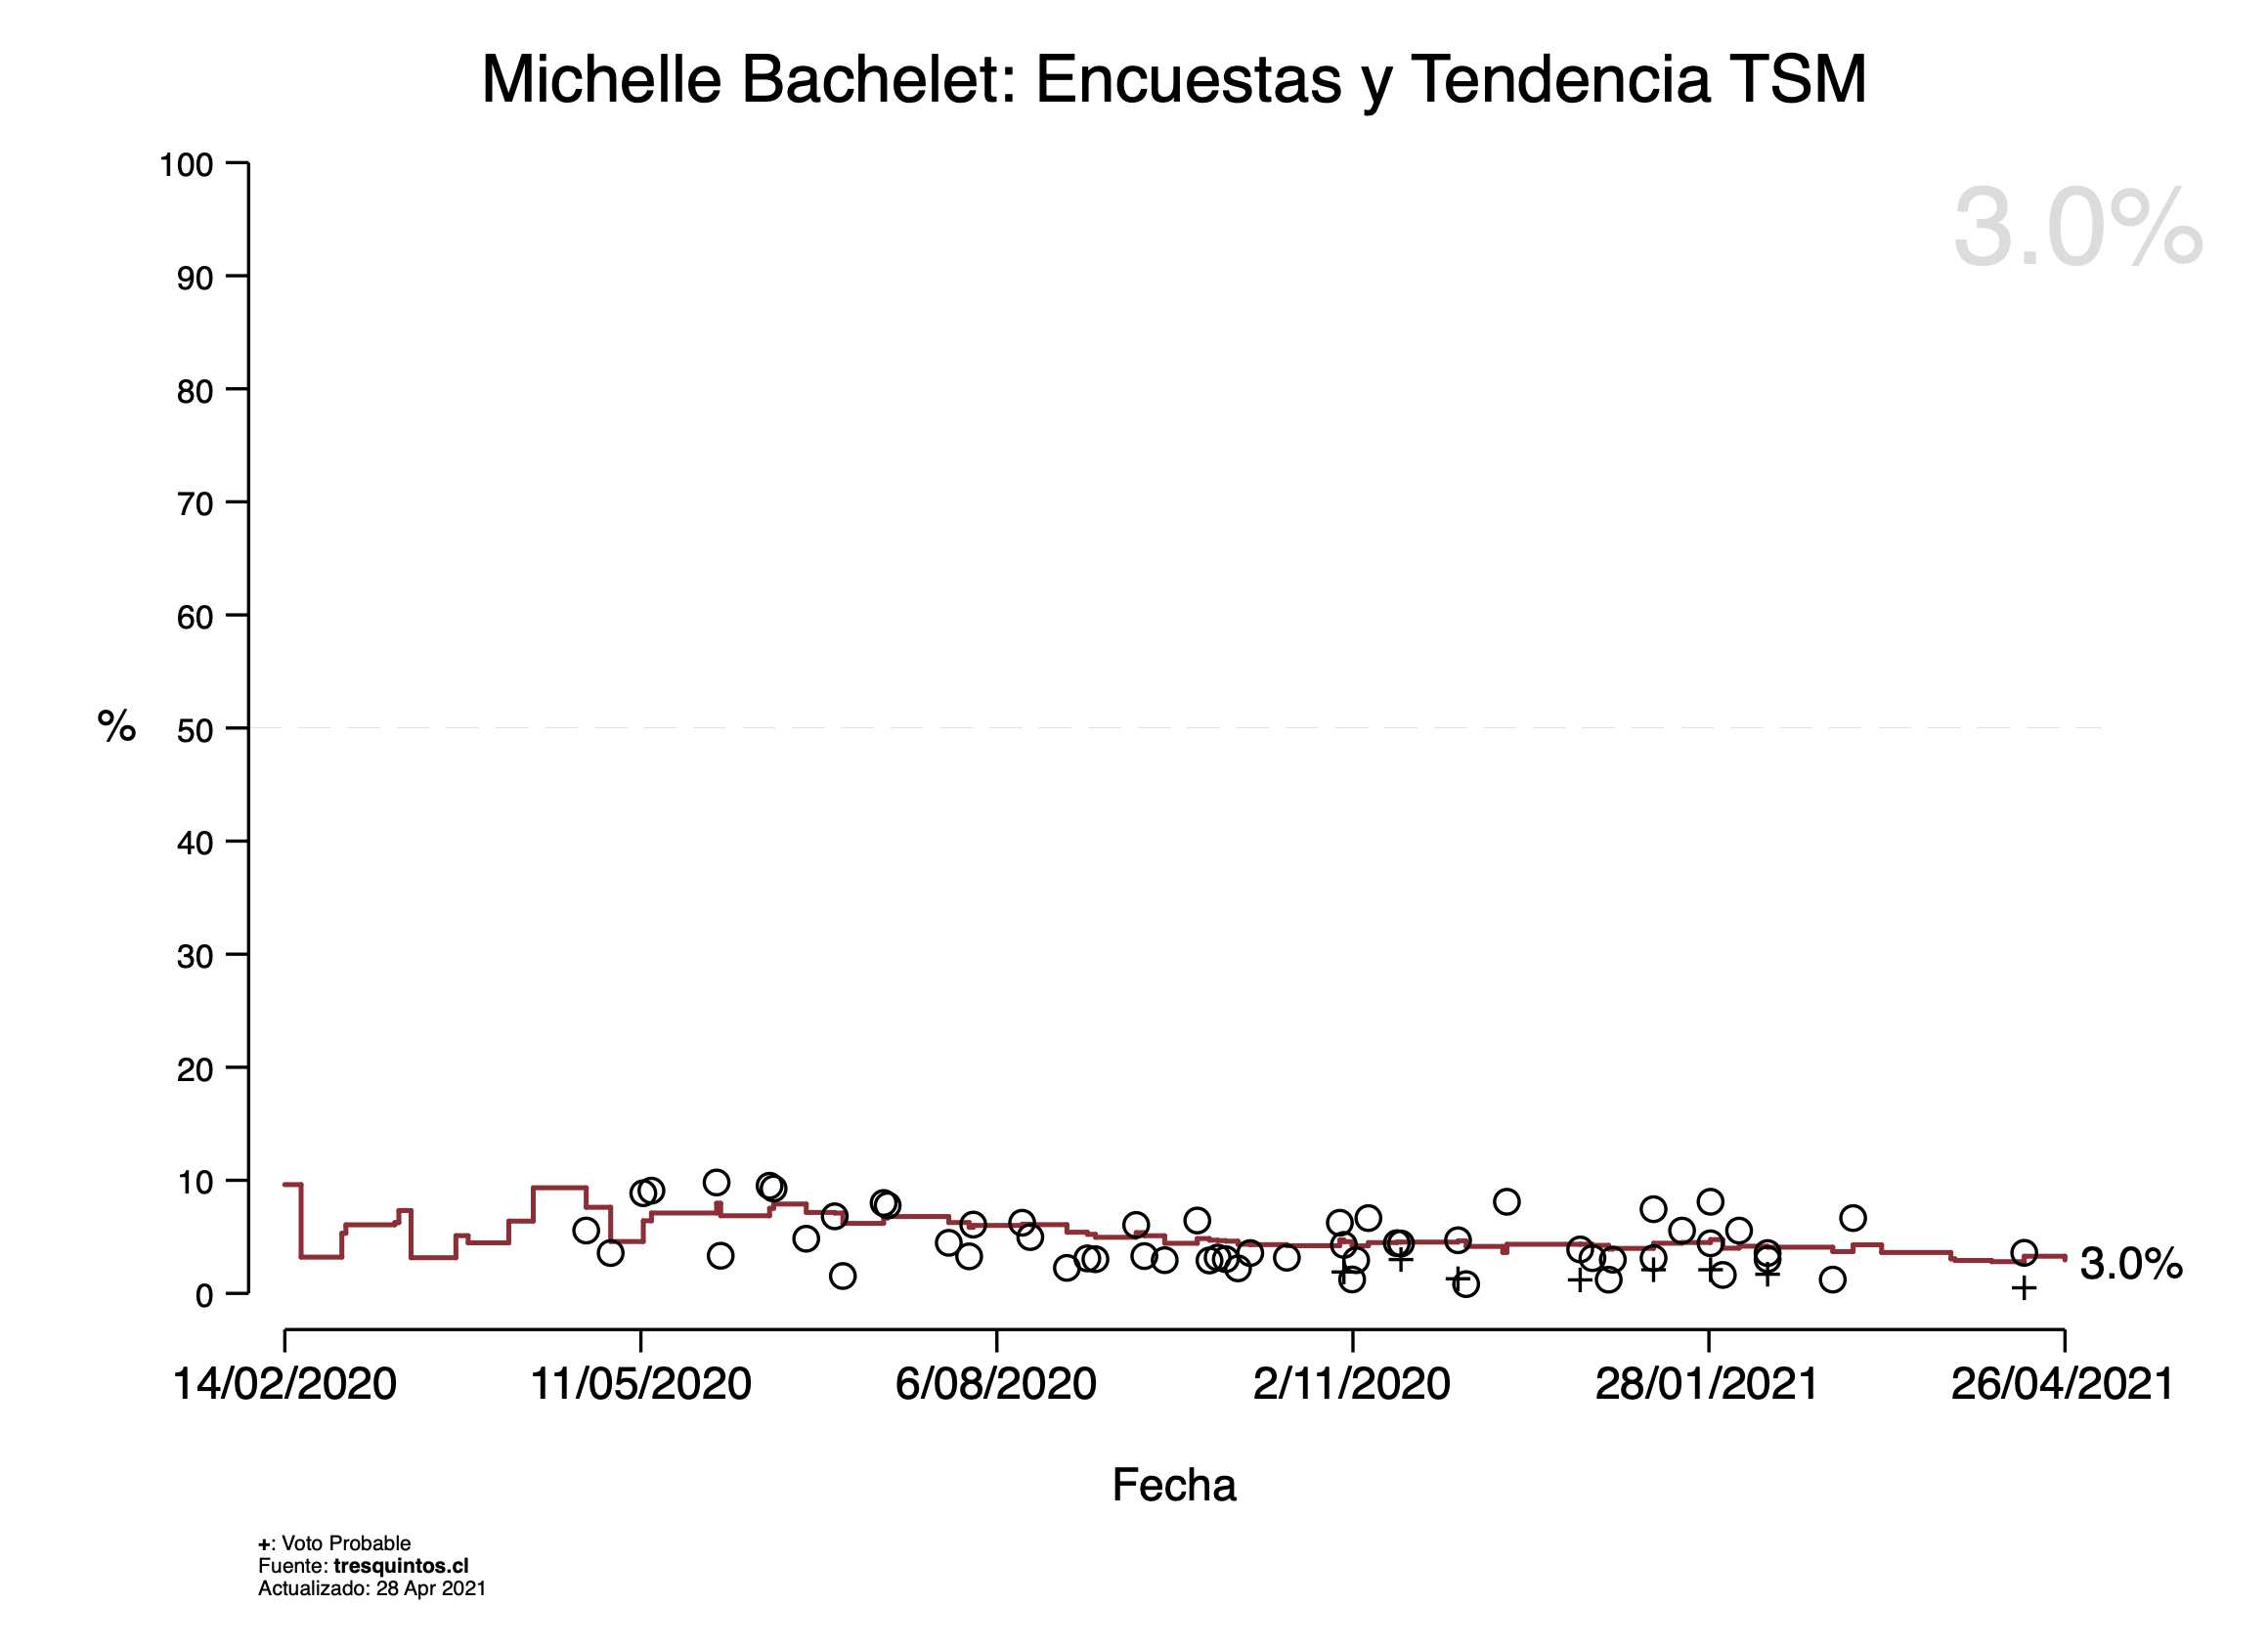 Michelle Bachelet: Encuestas y Tendencia TSM
3.0%
100
90
80
70
60
50
40
30
20
10
0
%
3.0%
14/02/2020 11/05/2020 6/08/2020 2/11/2020 28/01/2021 26/04/2021
Fecha
+: Voto Probable
Fuente: tresquintos.cl
Actualizado: 28 Apr 2021